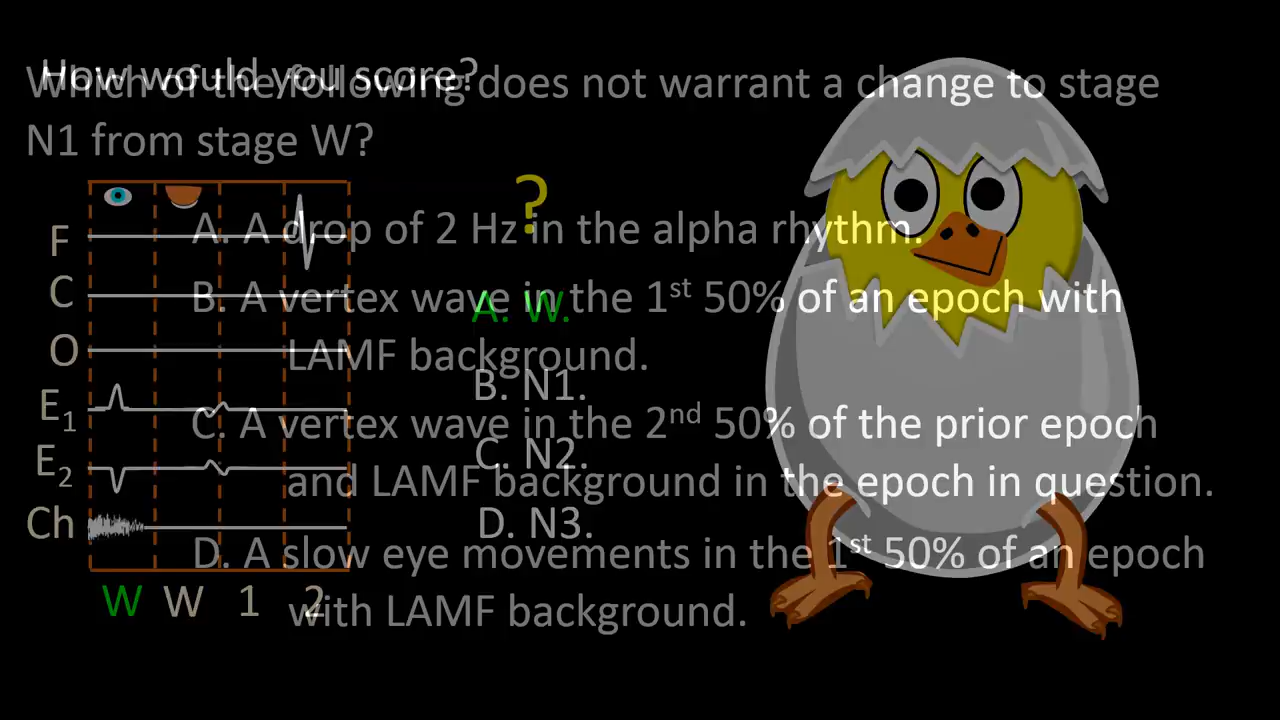 How would you score?
Which of the following does not warrant a change to stage
N1 from stage W?
?
F
A. A drop of 2 Hz in the alpha rhythm.
C
B. A vertex wave in the 1st 50% of an epoch with
A. W.
O
LAMF background.
B. N1.
E1
C. A vertex wave in the 2nd 50% of the prior epoch
C. N2.
E2
and LAMF background in the epoch in question.
Ch
D. N3.
D. A slow eye movements in the 1st 50% of an epoch
W W 1 2
with LAMF background.